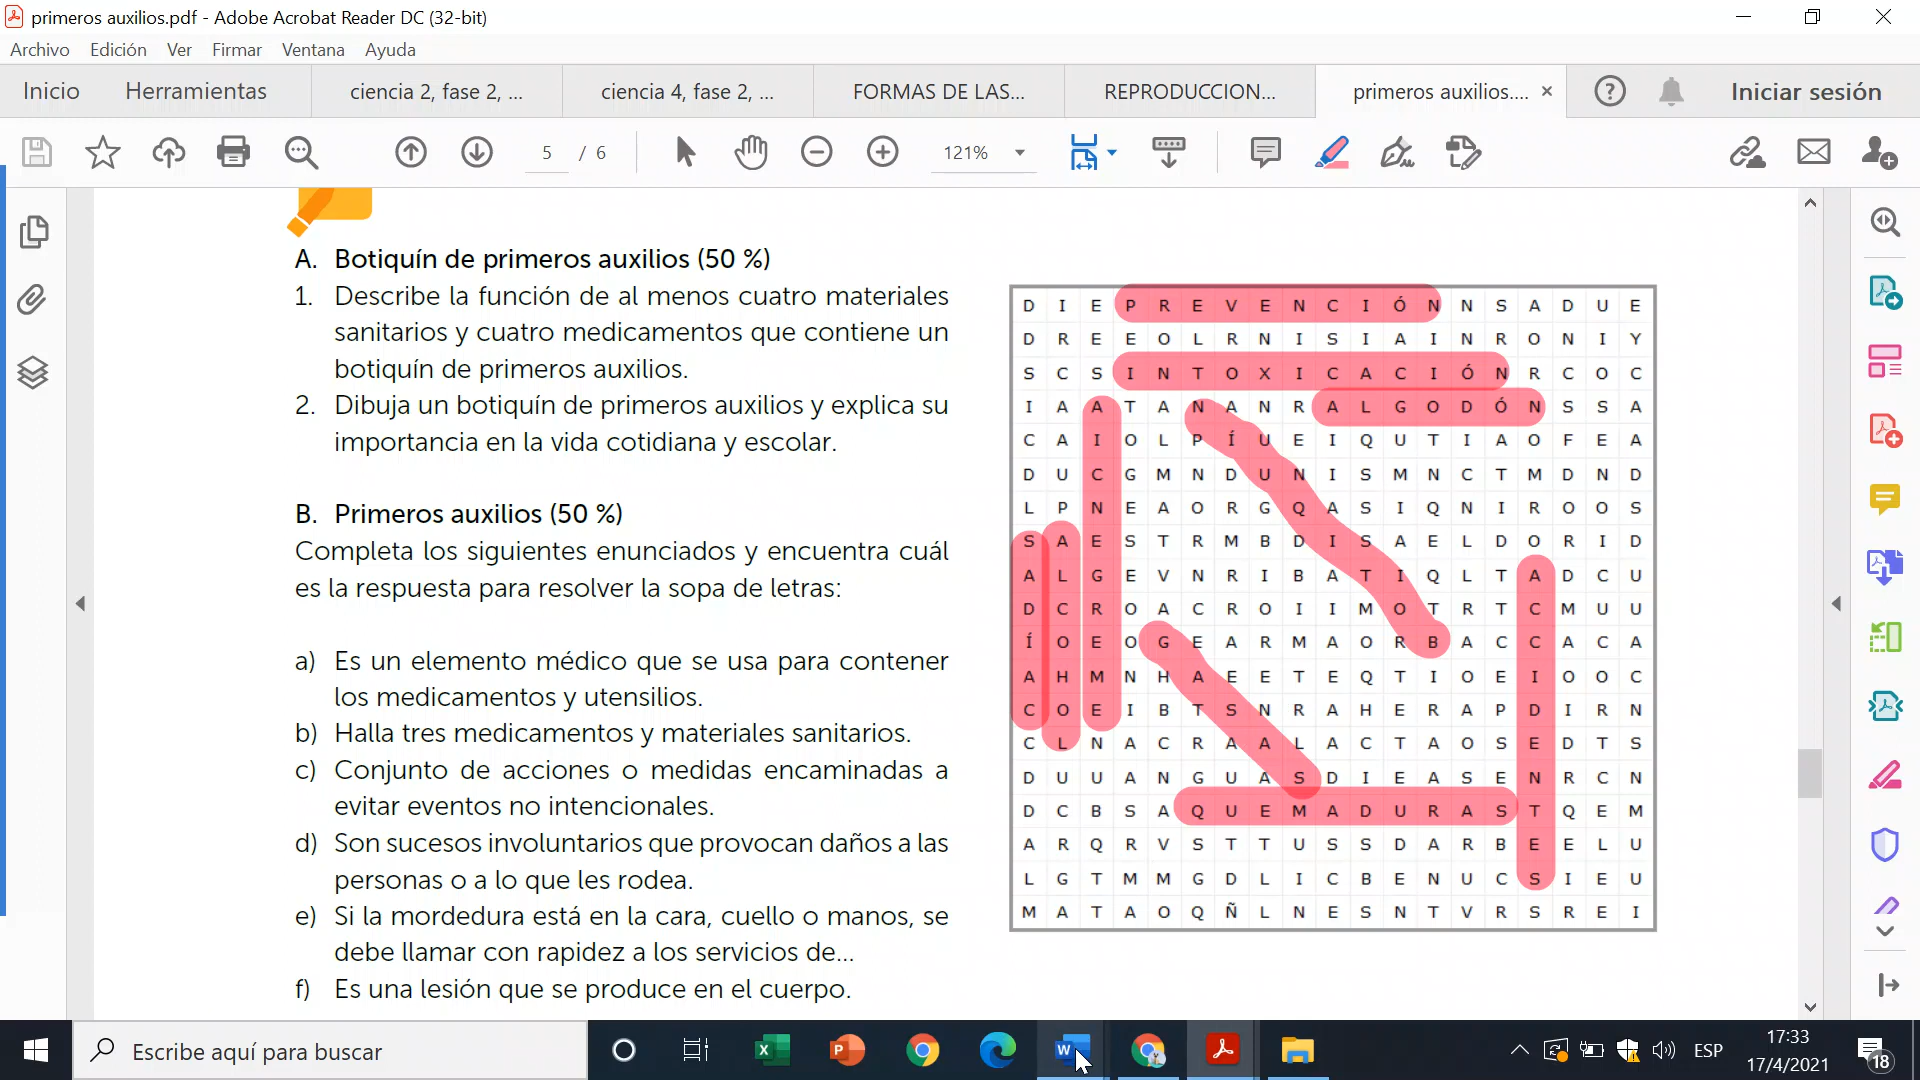 primeros auxilios.pdf - Adobe Acrobat Reader DC (32-bit)
Archivo Edición Ver Firmar Ventana Ayuda
Inicio Herramientas ciencia 2, fase 2, ... ciencia 4, fase 2, ... FORMAS DE LAS... REPRODUCCION... primeros auxilios.... Iniciar sesión
5 / 6 121%
A. Botiquín de primeros auxilios (50 %)
1. Describe la función de al menos cuatro materiales
sanitarios y cuatro medicamentos que contiene un
botiquín de primeros auxilios.
2. Dibuja un botiquín de primeros auxilios y explica su
importancia en la vida cotidiana y escolar.
B. Primeros auxilios (50 %)
Completa los siguientes enunciados y encuentra cuál
es la respuesta para resolver la sopa de letras:
a) Es un elemento médico que se usa para contener
los medicamentos y utensilios.
b) Halla tres medicamentos y materiales sanitarios.
c) Conjunto de acciones o medidas encaminadas a
evitar eventos no intencionales.
d) Son sucesos involuntarios que provocan daños a las
personas o a lo que les rodea.
e) Si la mordedura está en la cara, cuello o manos, se
debe llamar con rapidez a los servicios de...
f) Es una lesión que se produce en el cuerpo.
D I E P R E V E N C I Ó N N S A D U E
D R E E O L R N I S I A I N R O N I Y
S C S I N T O X I C A C I Ó N R C O C
I A A T A N A N R A L G O D Ó N S S A
C A I O L P Í U E I Q U T I A O F E A
D U C G M N D U N I S M N C T M D N D
L P N E A O R G Q A S I Q N I R O O S
S A E S T R M B D I S A E L D O R I D
A L G E V N R I B A T I Q L T A D C U
D C R O A C R O I I M O T R T C M U U
Í O E O G E A R M A O R B A C C A C A
A H M N H A E E T E Q T I O E I O O C
C O E I B T S N R A H E R A P D I R N
C L N A C R A A L A C T A O S E D T S
D U U A N G U A S D I E A S E N R C N
D C B S A Q U E M A D U R A S T Q E M
A R Q R V S T T U S S D A R B E E L U
L G T M M G D L I C B E N U C S I E U
M A T A O Q Ñ L N E S N T V R S R E I
Escribe aquí para buscar
ESP
17:33
17/4/2021
18